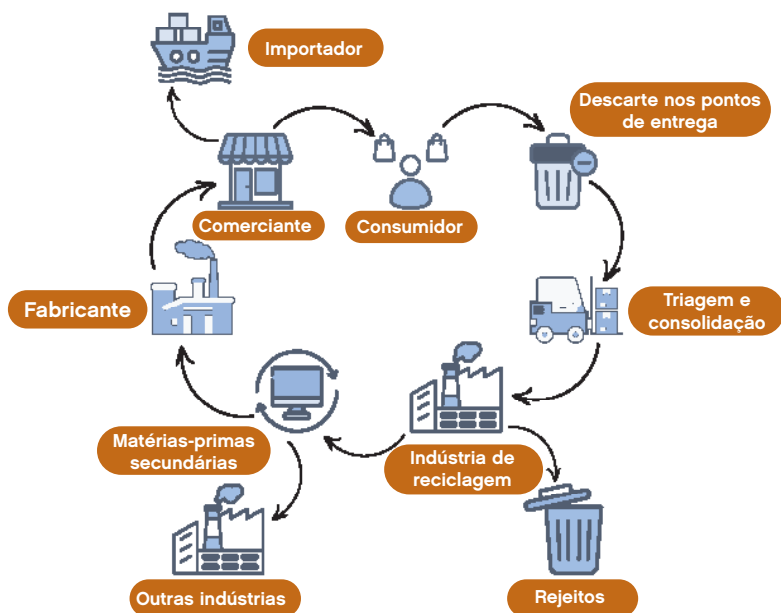 Importador
Descarte nos pontos
de entrega
Comerciante
Consumidor
Fabricante
Triagem e
consolidação
Matérias-primas
secundárias
Indústria de
reciclagem
Outras indústrias
Rejeitos